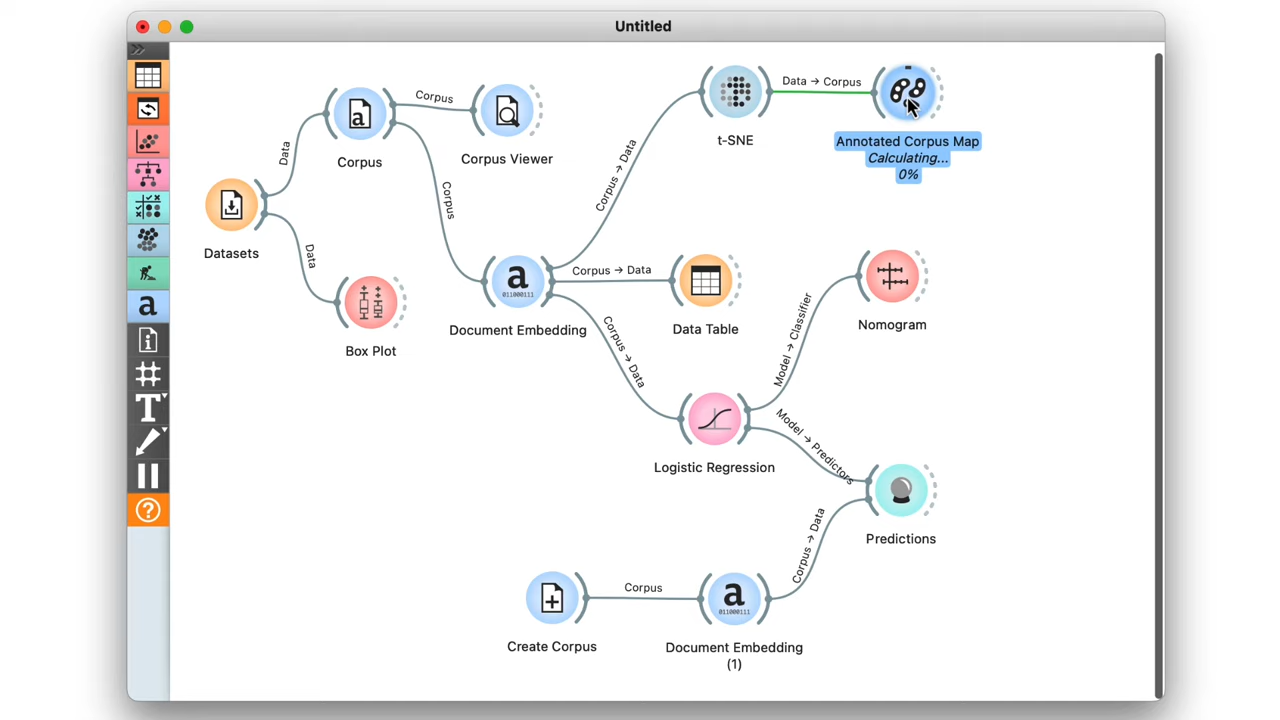 Untitled
Data → Corpus
Corpus
t-SNE
Annotated Corpus Map
Calculating...
0%
a
Corpus
Corpus Viewer
Data
Corpus → Data
Corpus
Datasets
Data
Corpus → Data
a
011000111
Document Embedding
Data Table
Nomogram
Box Plot
a
T
?
Corpus → Data
Model → Classifier
Logistic Regression
Model → Predictors
Predictions
Corpus → Data
Corpus
Create Corpus
a
011000111
Document Embedding
(1)